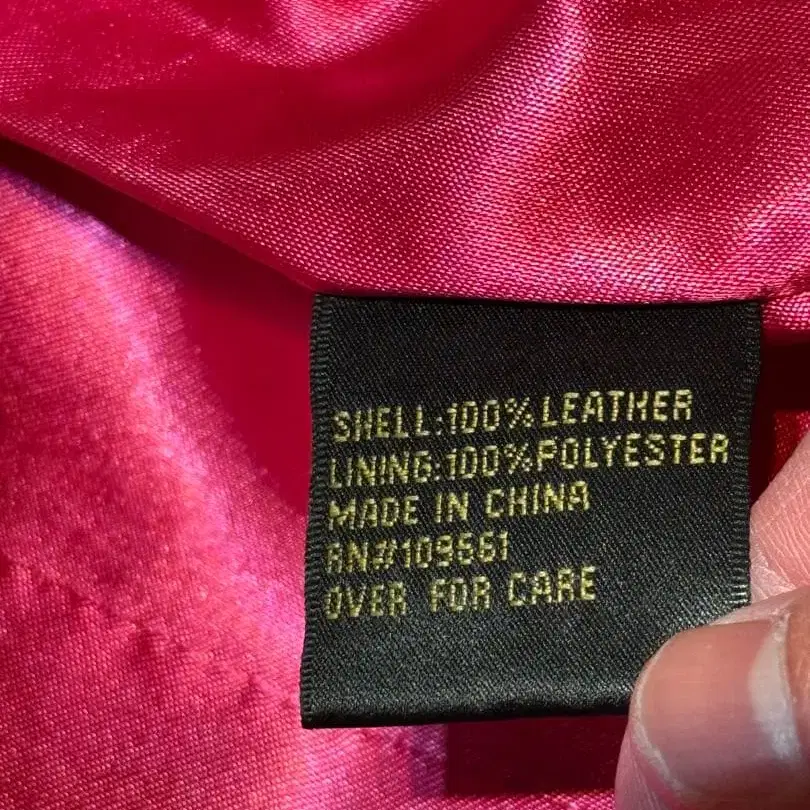 SHELL:100% LEATHER
LINING:100%POLYESTER
MADE IN CHINA
RN#109561
OVER FOR CARE